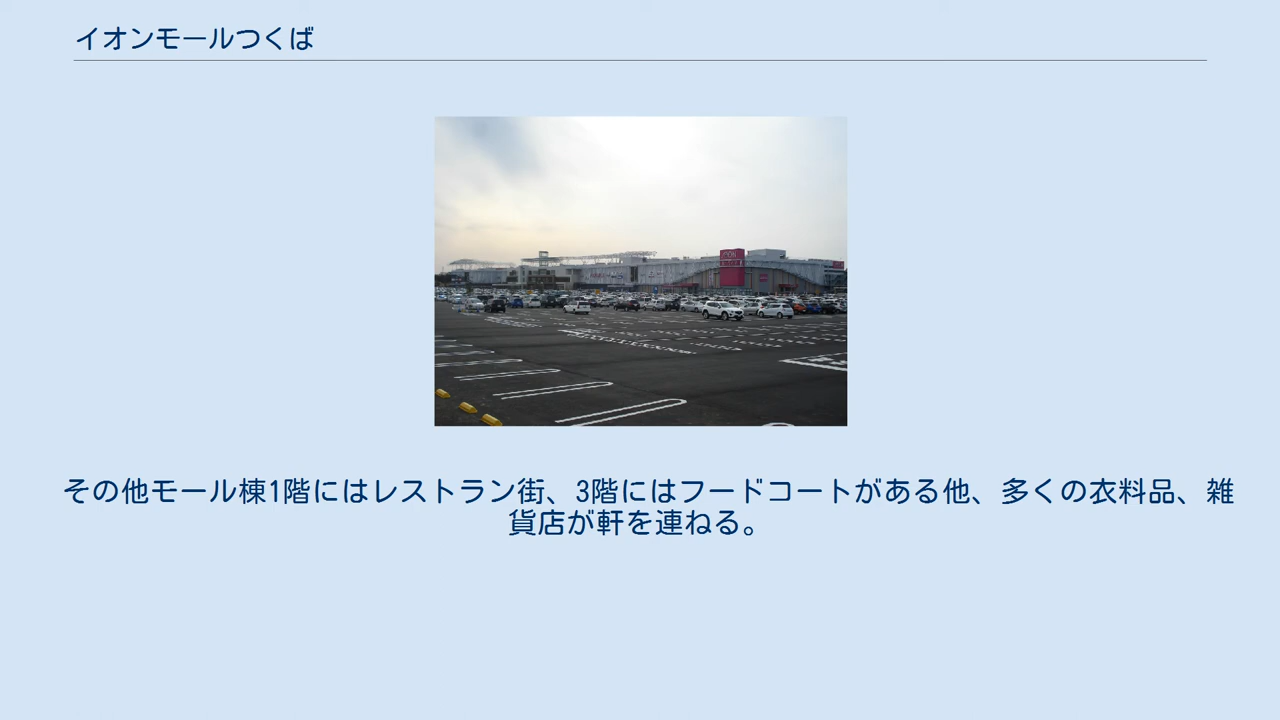 イオンモールつくば
その他モール棟1階にはレストラン街、3階にはフードコートがある他、多くの衣料品、雑
貨店が軒を連ねる。